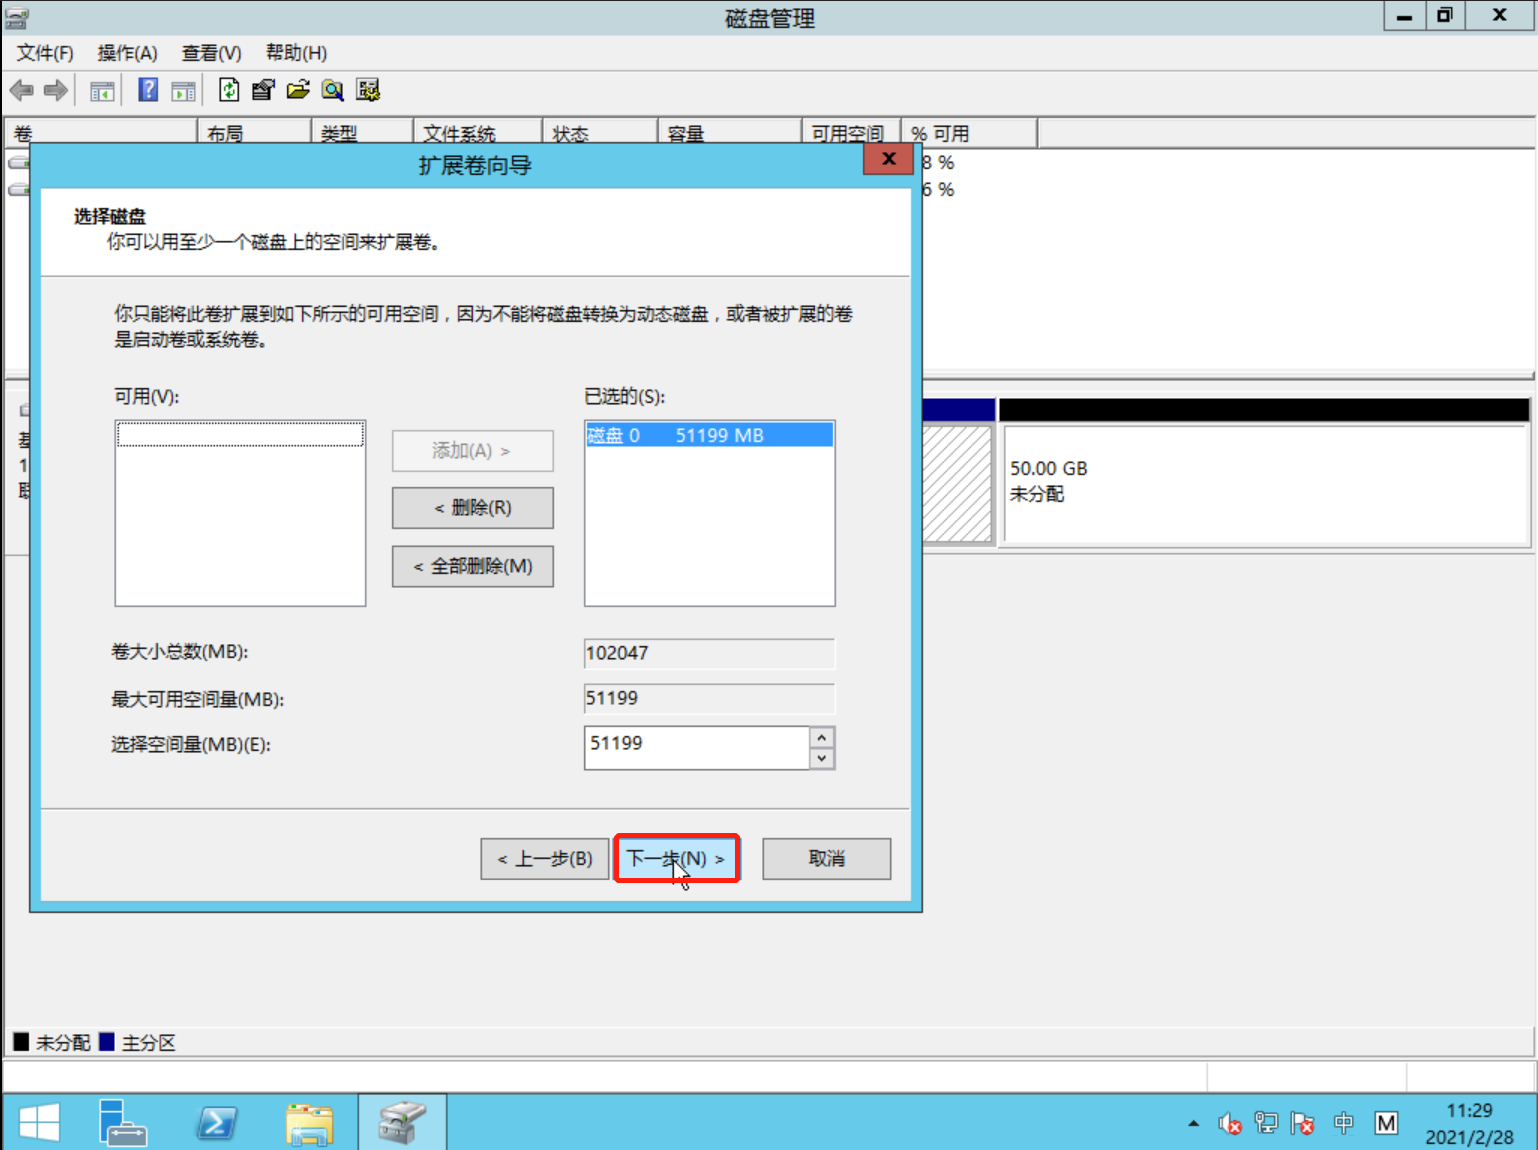 磁盘管理
文件(F) 操作(A) 查看(V) 帮助(H)
卷 布局 类型 文件系统 状态 容量 可用空间 % 可用
8 %
6 %
扩展卷向导
选择磁盘
你可以用至少一个磁盘上的空间来扩展卷。
你只能将此卷扩展到如下所示的可用空间，因为不能将磁盘转换为动态磁盘，或者被扩展的卷
是启动卷或系统卷。
可用(V): 已选的(S):
磁盘 0 51199 MB
添加(A) >
< 删除(R)
< 全部删除(M)
卷大小总数(MB): 102047
最大可用空间量(MB): 51199
选择空间量(MB)(E): 51199
< 上一步(B) 下一步(N) > 取消
50.00 GB
未分配
未分配 主分区
中 M
11:29
2021/2/28